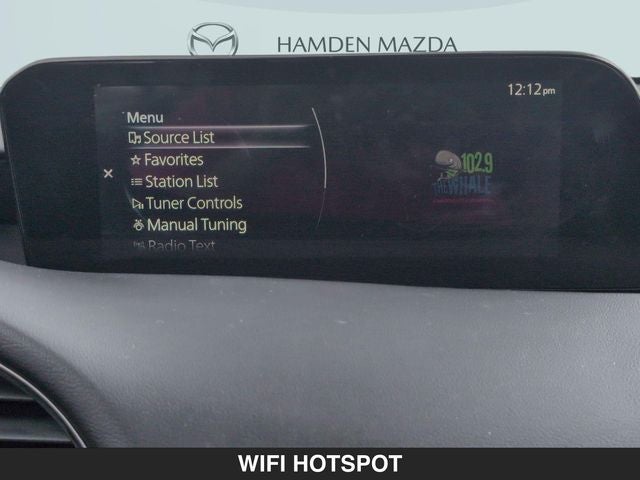 HAMDEN MAZDA
12:12pm
Menu
Source List
Favorites
Station List
Tuner Controls
Manual Tuning
Radio Text
102.9
THE WHALE
WIFI HOTSPOT